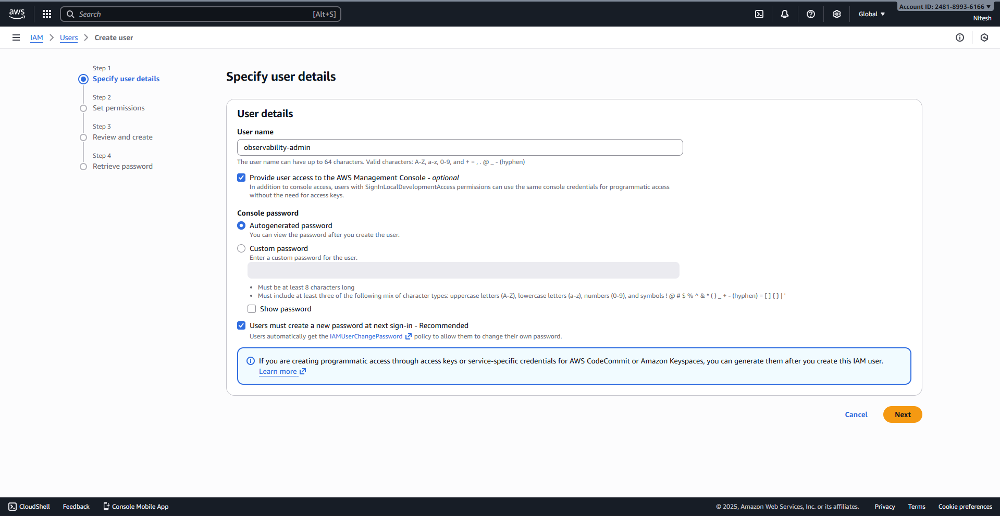 aws
Search [Alt+S]
Global
Account ID: 2481-8993-6166
Nitesh
IAM > Users > Create user
Step 1
Specify user details
Step 2
Set permissions
Step 3
Review and create
Step 4
Retrieve password
Specify user details
User details
User name
observability-admin
The user name can have up to 64 characters. Valid characters: A-Z, a-z, 0-9, and + = , . @ _ - (hyphen)
Provide user access to the AWS Management Console - optional
In addition to console access, users with SignInLocalDevelopmentAccess permissions can use the same console credentials for programmatic access
without the need for access keys.
Console password
Autogenerated password
You can view the password after you create the user.
Custom password
Enter a custom password for the user.
• Must be at least 8 characters long
• Must include at least three of the following mix of character types: uppercase letters (A-Z), lowercase letters (a-z), numbers (0-9), and symbols ! @ # $ % ^ & * ( ) _ + - (hyphen) = [ ] { } | '
Show password
Users must create a new password at next sign-in - Recommended
Users automatically get the IAMUserChangePassword policy to allow them to change their own password.
If you are creating programmatic access through access keys or service-specific credentials for AWS CodeCommit or Amazon Keyspaces, you can generate them after you create this IAM user.
Learn more
Cancel
Next
CloudShell
Feedback
Console Mobile App
© 2025, Amazon Web Services, Inc. or its affiliates.
Privacy
Terms
Cookie preferences